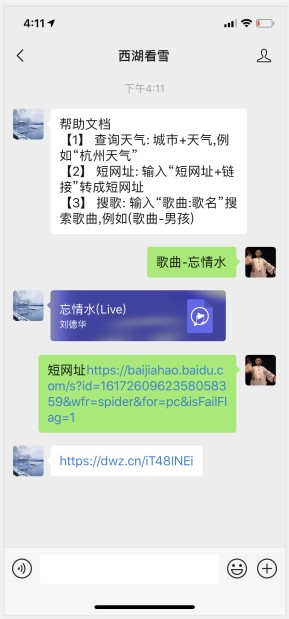 4:11
西湖看雪
下午4:11
帮助文档
【1】 查询天气: 城市+天气,例
如“杭州天气”
【2】 短网址: 输入“短网址+链
接”转成短网址
【3】 搜歌: 输入“歌曲:歌名”搜
索歌曲,例如(歌曲-男孩)
歌曲-忘情水
忘情水(Live)
刘德华
短网址https://baijiahao.baidu.co
m/s?id=16172609623580583
59&wfr=spider&for=pc&isFailFl
ag=1
https://dwz.cn/iT48INEi